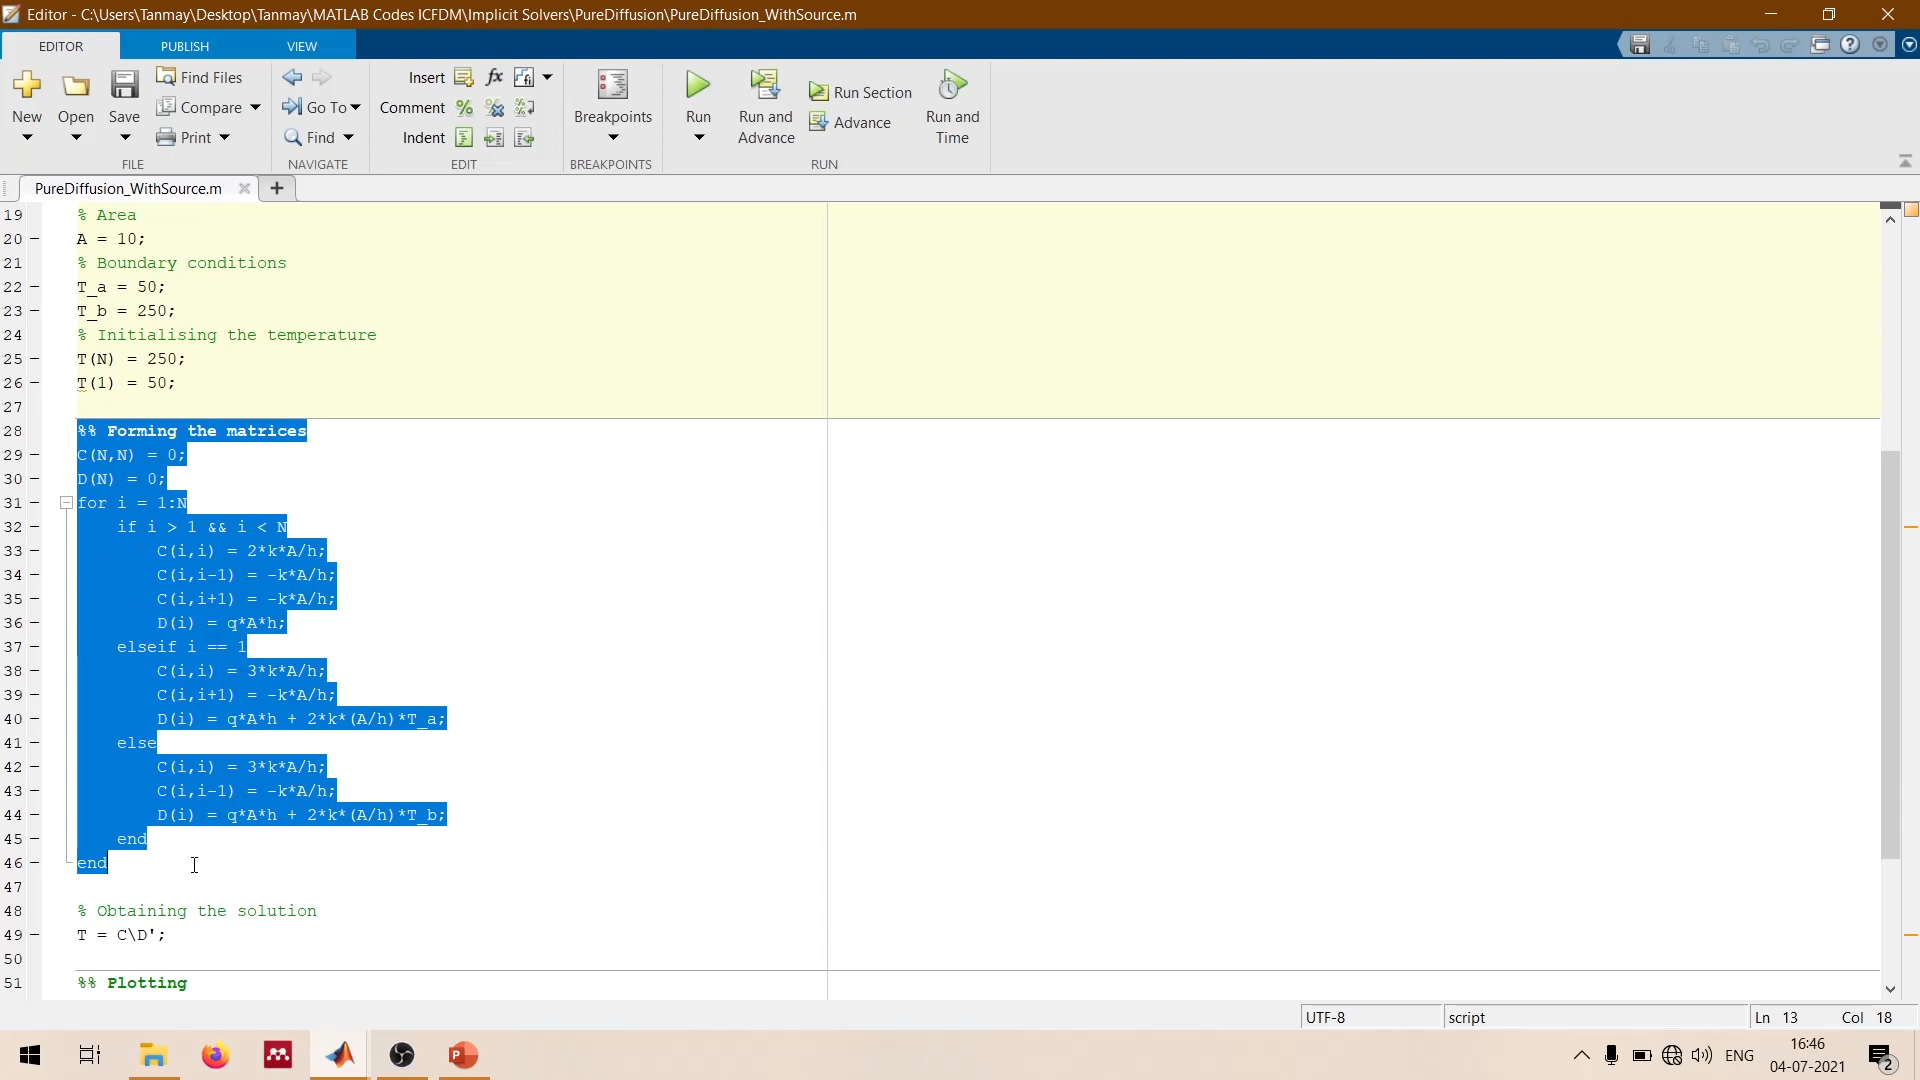 Editor - C:\Users\Tanmay\Desktop\Tanmay\MATLAB Codes ICFDM\Implicit Solvers\PureDiffusion\PureDiffusion_WithSource.m
EDITOR PUBLISH VIEW
New Open Save
Find Files
Compare
Print
FILE
Go To
Find
NAVIGATE
Insert fx
Comment
Indent
EDIT
Breakpoints
BREAKPOINTS
Run
Run and Advance
Run Section
Advance
Run and Time
RUN
PureDiffusion_WithSource.m
19 % Area
20 A = 10;
21 % Boundary conditions
22 T_a = 50;
23 T_b = 250;
24 % Initialising the temperature
25 T(N) = 250;
26 T(1) = 50;
27
28 %% Forming the matrices
29 C(N,N) = 0;
30 D(N) = 0;
31 for i = 1:N
32 if i > 1 && i < N
33 C(i,i) = 2*k*A/h;
34 C(i,i-1) = -k*A/h;
35 C(i,i+1) = -k*A/h;
36 D(i) = q*A*h;
37 elseif i == 1
38 C(i,i) = 3*k*A/h;
39 C(i,i+1) = -k*A/h;
40 D(i) = q*A*h + 2*k*(A/h)*T_a;
41 else
42 C(i,i) = 3*k*A/h;
43 C(i,i-1) = -k*A/h;
44 D(i) = q*A*h + 2*k*(A/h)*T_b;
45 end
46 end
47
48 % Obtaining the solution
49 T = C\D';
50
51 %% Plotting
UTF-8 script Ln 13 Col 18
ENG
16:46
04-07-2021
2